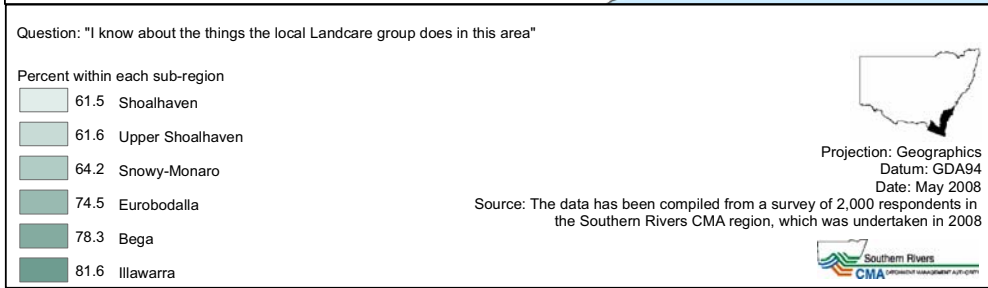 Question: "I know about the things the local Landcare group does in this area"
Percent within each sub-region
61.5 Shoalhaven
61.6 Upper Shoalhaven
64.2 Snowy-Monaro
74.5 Eurobodalla
78.3 Bega
81.6 Illawarra
Projection: Geographics
Datum: GDA94
Date: May 2008
Source: The data has been compiled from a survey of 2,000 respondents in
the Southern Rivers CMA region, which was undertaken in 2008
Southern Rivers
CMA CATCHMENT MANAGEMENT AUTHORITY